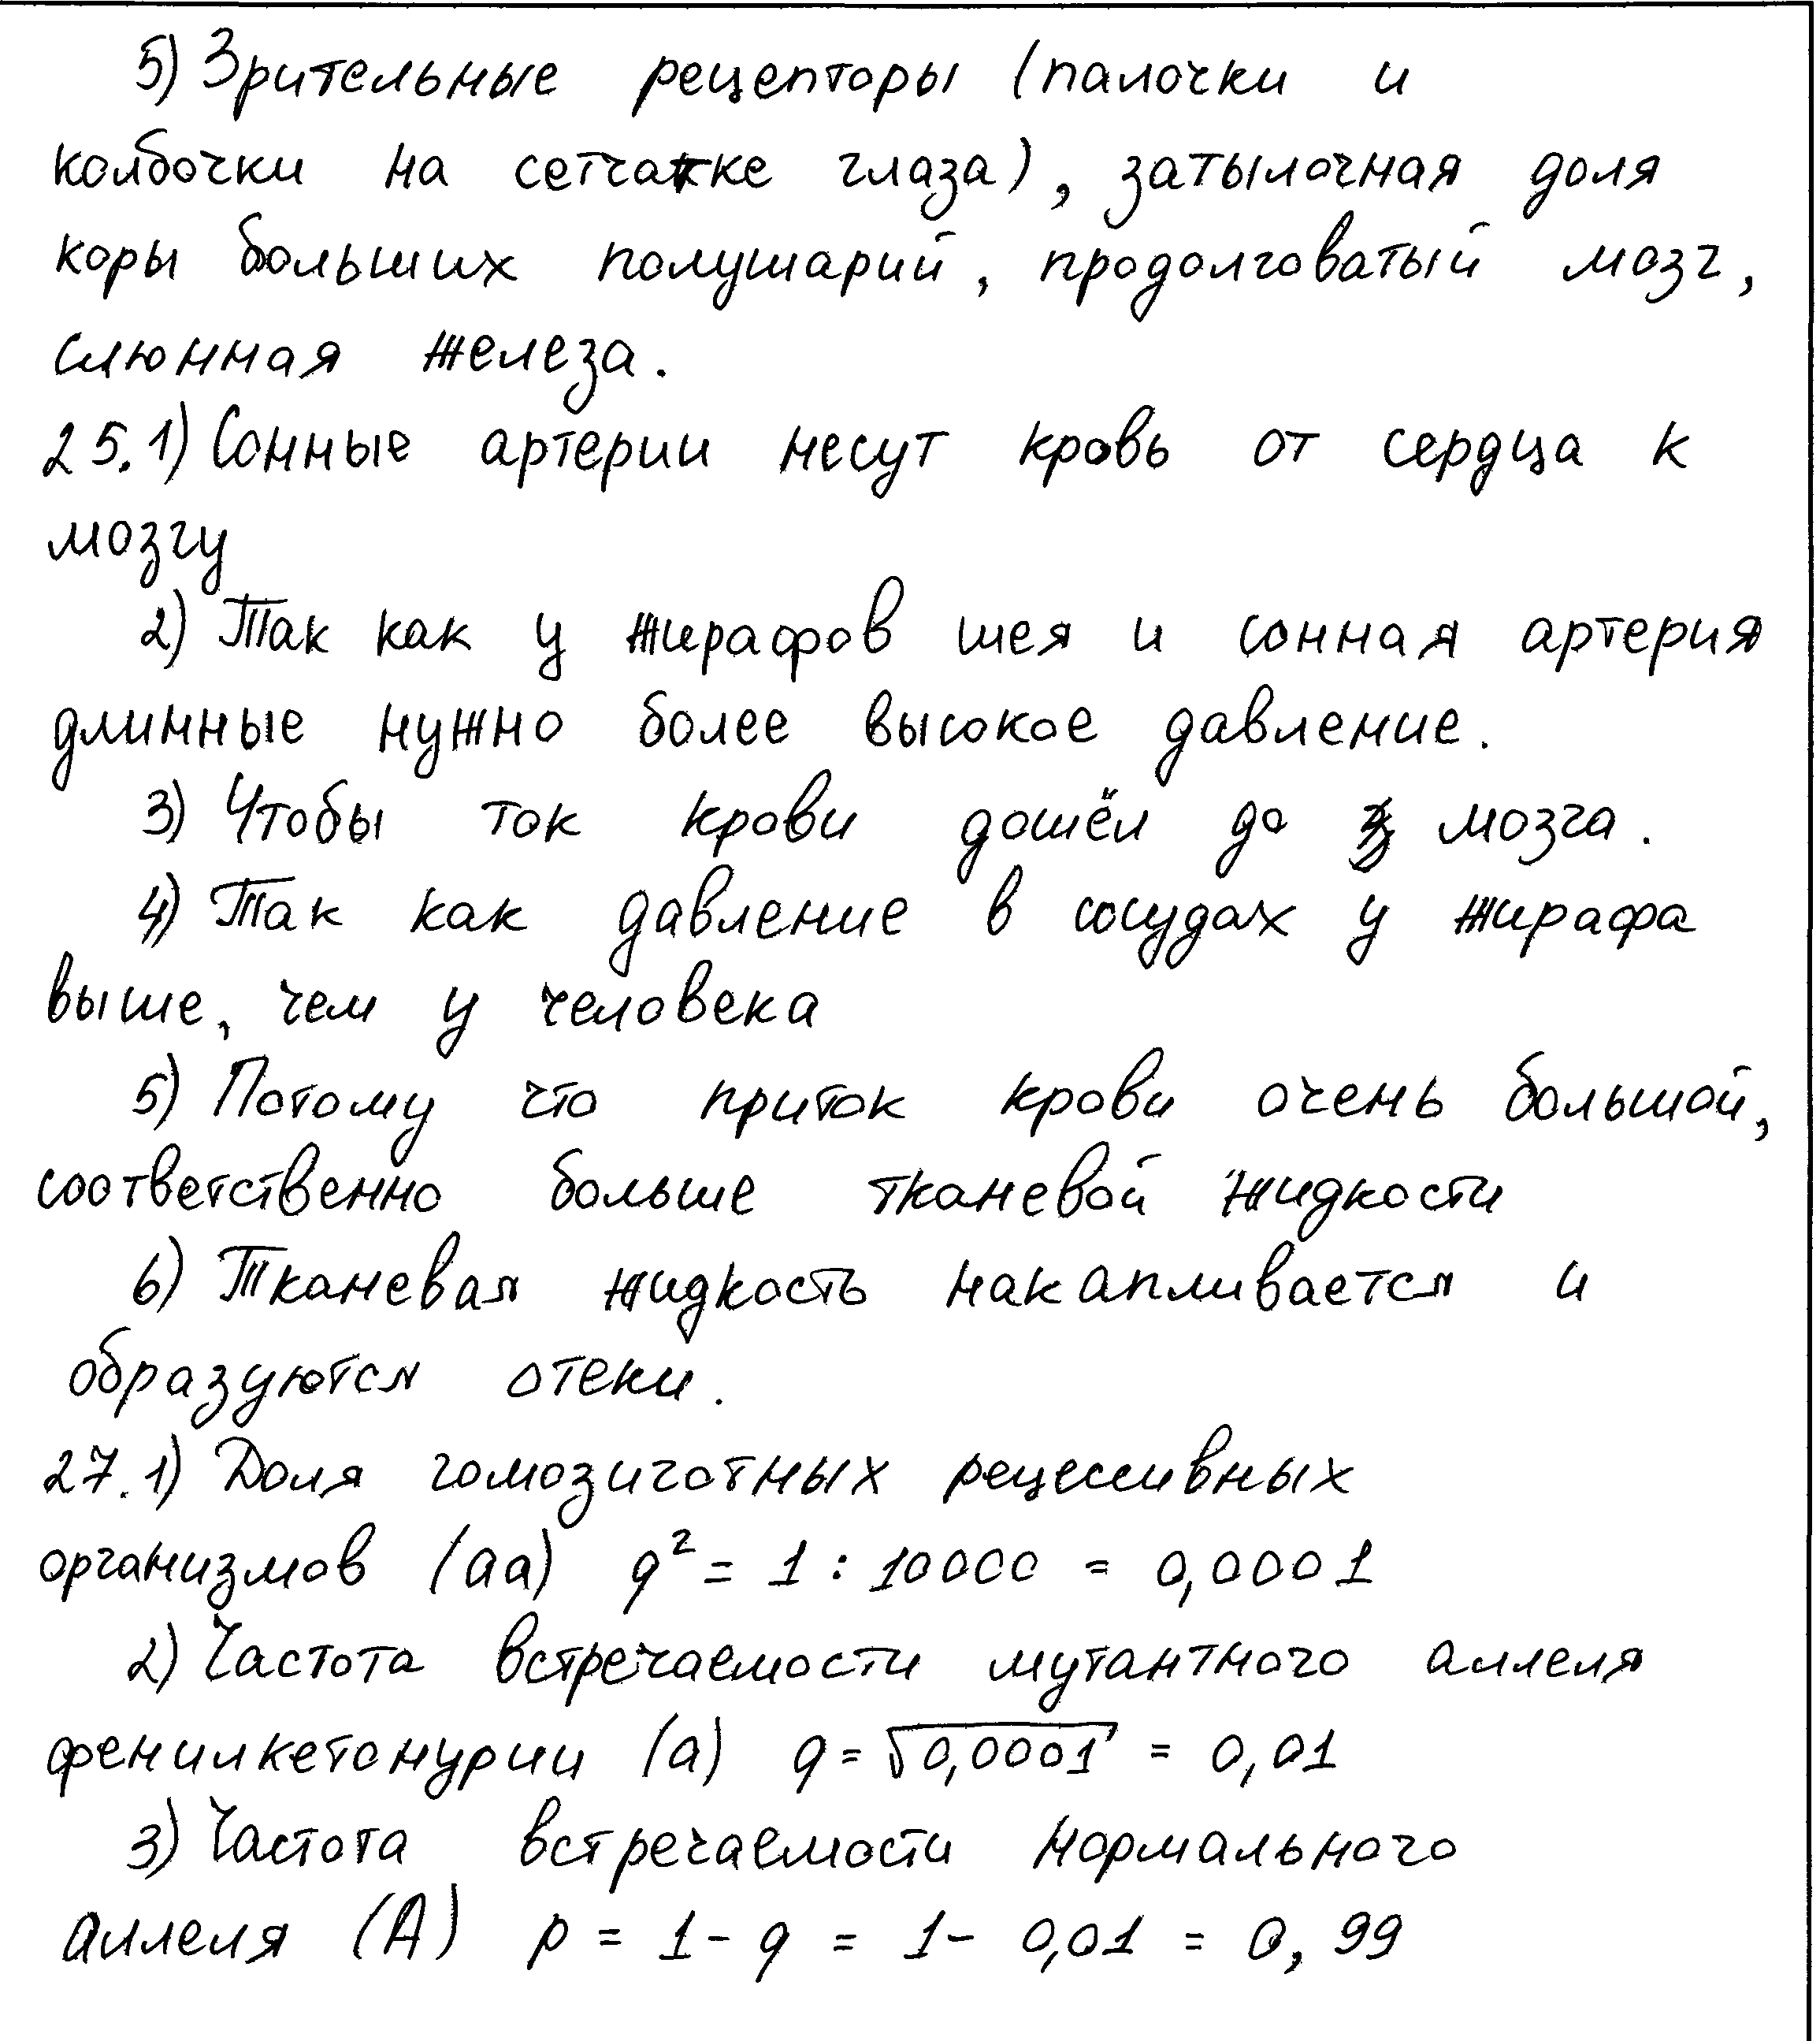 5) Зрительные рецепторы (палочки и
колбочки на сетчатке глаза), затылочная доля
коры больших полушарий, продолговатый мозг,
слюнная железа.
25.1) Сонные артерии несут кровь от сердца к
мозгу
2) Так как у жирафов шея и сонная артерия
длинные нужно более высокое давление.
3) Чтобы ток крови дошёл до мозга.
4) Так как давление в сосудах у жирафа
выше, чем у человека
5) Потому что приток крови очень большой,
соответственно больше тканевой жидкости
6) Тканевая жидкость накапливается и
образуются отеки.
27.1) Доля гомозиготных рецессивных
организмов (aa) q² = 1 : 10000 = 0,0001
2) Частота встречаемости мутантного аллеля
фенилкетонурии (a) q = √0,0001 = 0,01
3) Частота встречаемости нормального
аллеля (A) p = 1 - q = 1 - 0,01 = 0,99